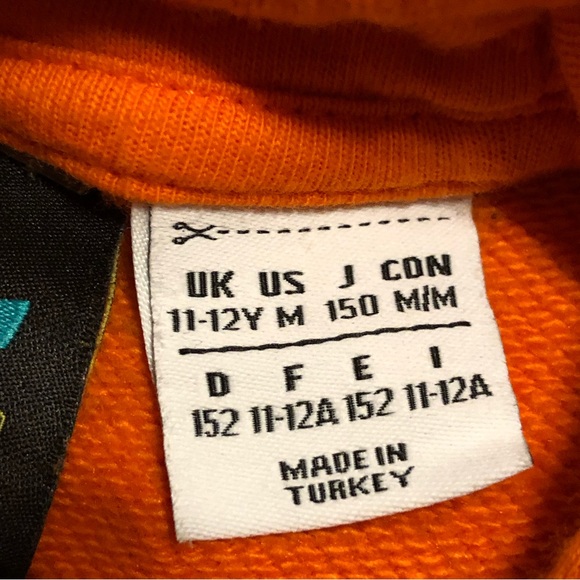 UK US J CON
11-12Y M 150 M/M
D F E I
152 11-12A 152 11-12A
MADE IN
TURKEY